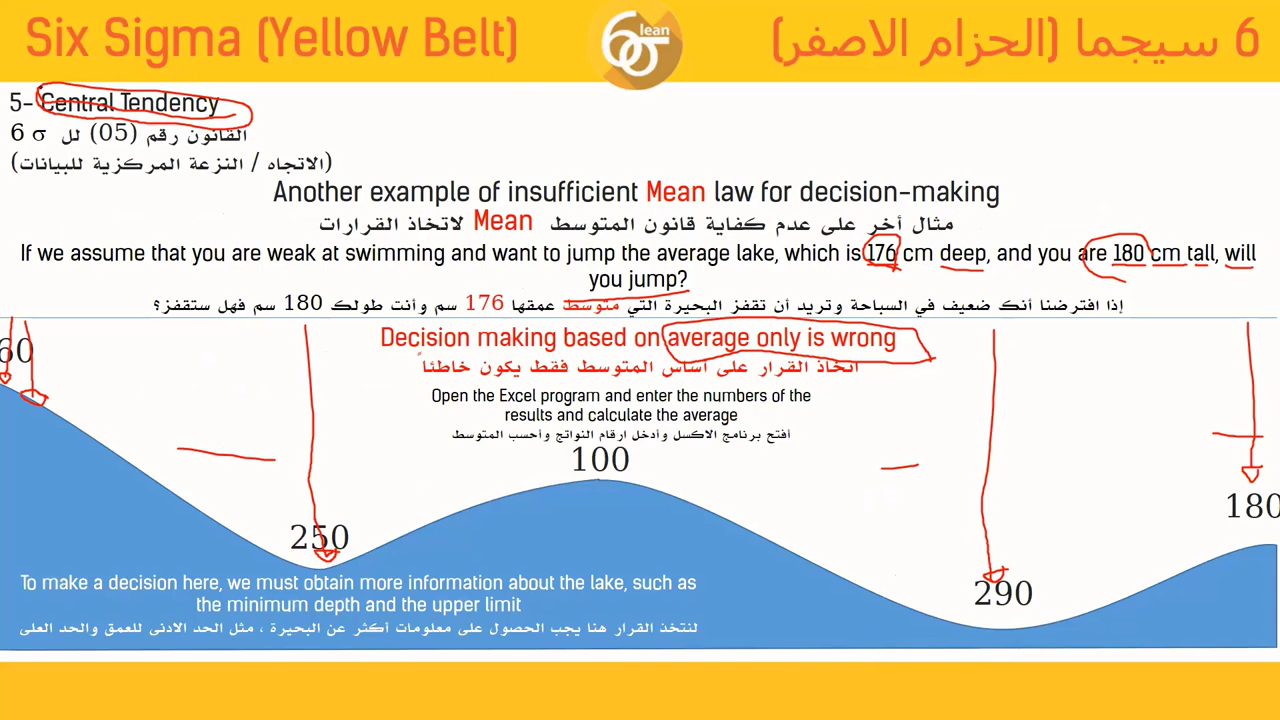 Six Sigma (Yellow Belt)
lean
6σ
6 سيجما (الحزام الاصفر)
5- Central Tendency
القانون رقم (05) لل 6 σ
(الاتجاه / النزعة المركزية للبيانات)
Another example of insufficient Mean law for decision-making
مثال أخر على عدم كفاية قانون المتوسط Mean لاتخاذ القرارات
If we assume that you are weak at swimming and want to jump the average lake, which is 176 cm deep, and you are 180 cm tall, will
you jump?
إذا افترضنا أنك ضعيف في السباحة وتريد أن تقفز البحيرة التي متوسط عمقها 176 سم وأنت طولك 180 سم فهل ستقفز؟
Decision making based on average only is wrong
اتخاذ القرار على أساس المتوسط فقط يكون خاطئاً
Open the Excel program and enter the numbers of the
results and calculate the average
أفتح برنامج الاكسل وأدخل ارقام النواتج وأحسب المتوسط
60
250
100
290
180
To make a decision here, we must obtain more information about the lake, such as
the minimum depth and the upper limit
لنتخذ القرار هنا يجب الحصول على معلومات أكثر عن البحيرة ، مثل الحد الادنى للعمق والحد العلى